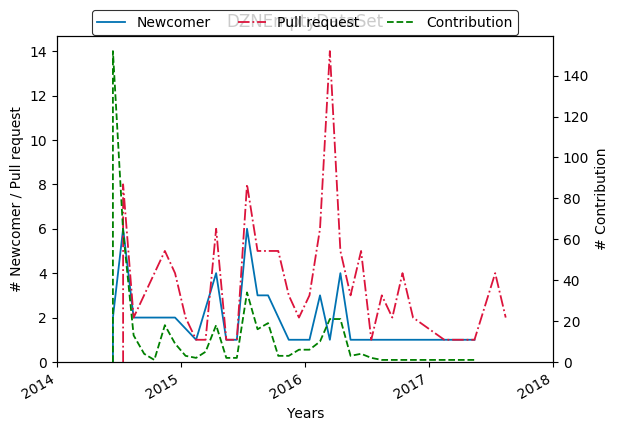 DZNEmptyDataSet
Newcomer Pull request Contribution
14
12
10
8
6
4
2
0
# Newcomer / Pull request
140
120
100
80
60
40
20
0
# Contribution
2014 2015 2016 2017 2018
Years